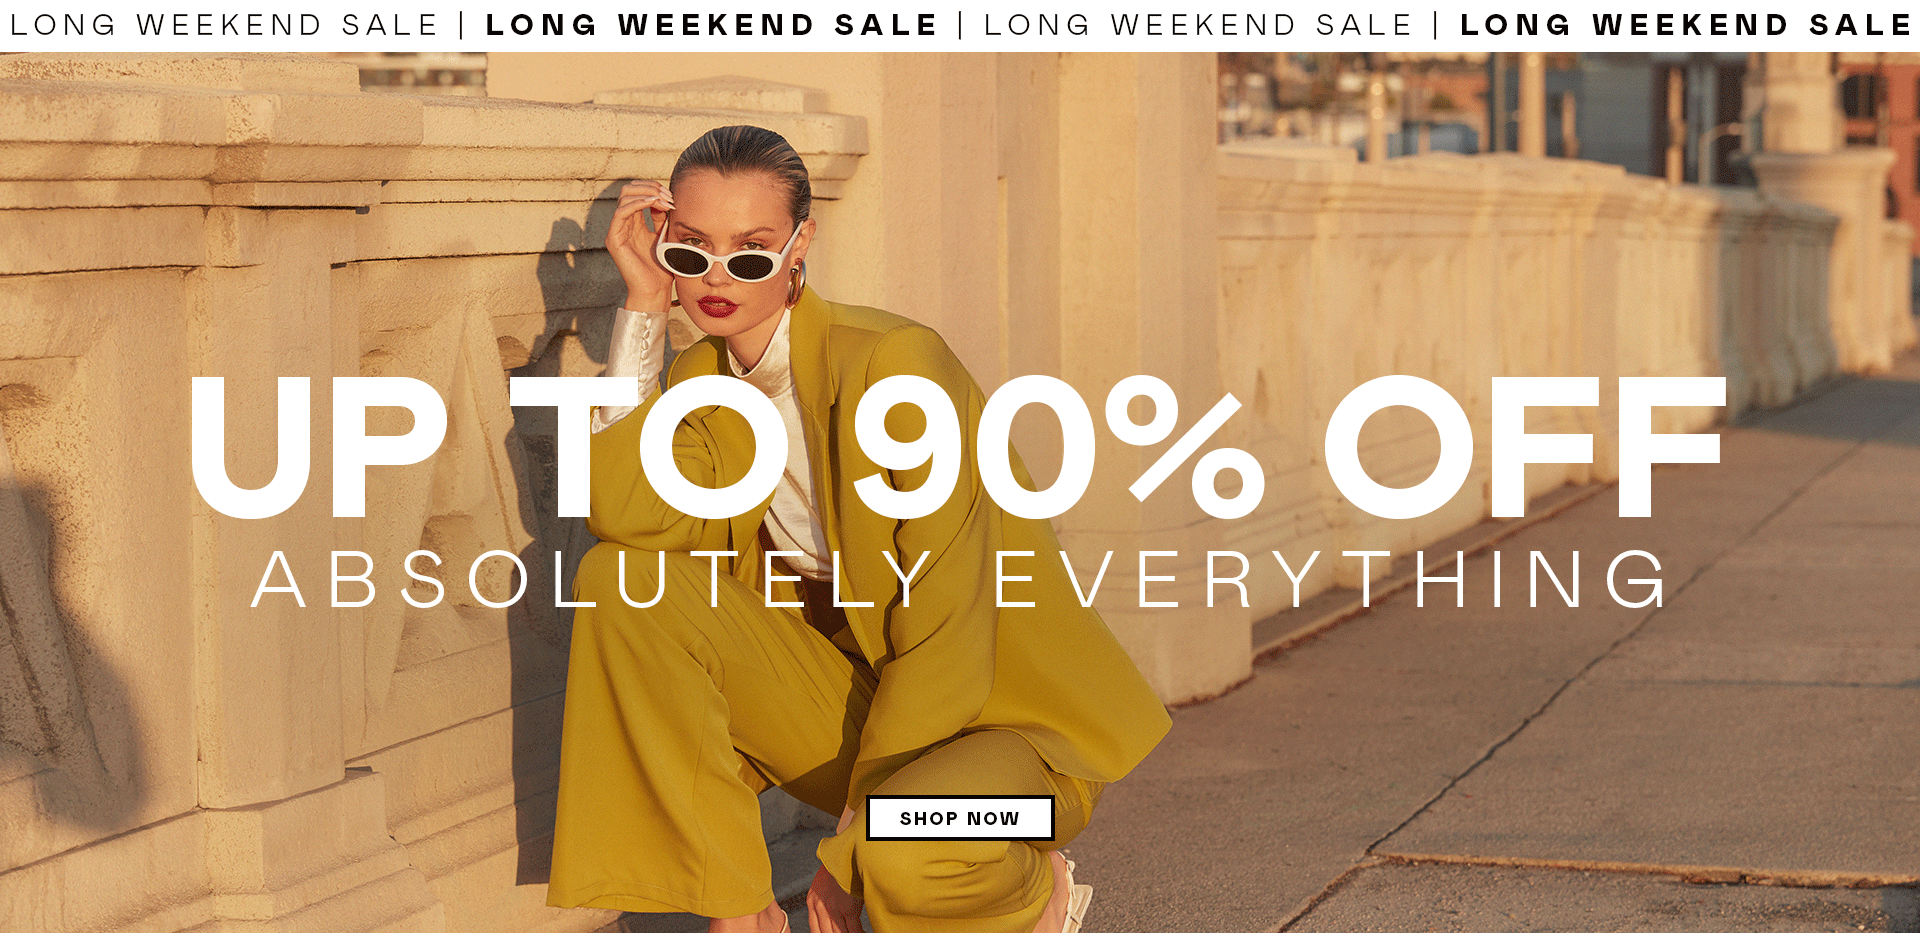 LONG WEEKEND SALE | LONG WEEKEND SALE | LONG WEEKEND SALE | LONG WEEKEND SALE
UP TO 90% OFF
ABSOLUTELY EVERYTHING
SHOP NOW